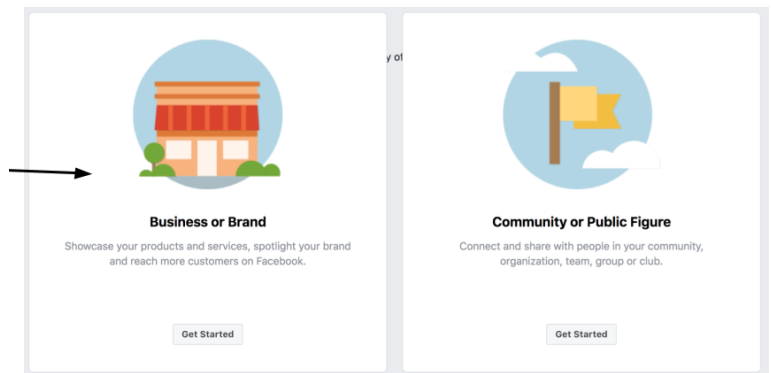 y of
Business or Brand
Showcase your products and services, spotlight your brand
and reach more customers on Facebook.
Get Started
Community or Public Figure
Connect and share with people in your community,
organization, team, group or club.
Get Started